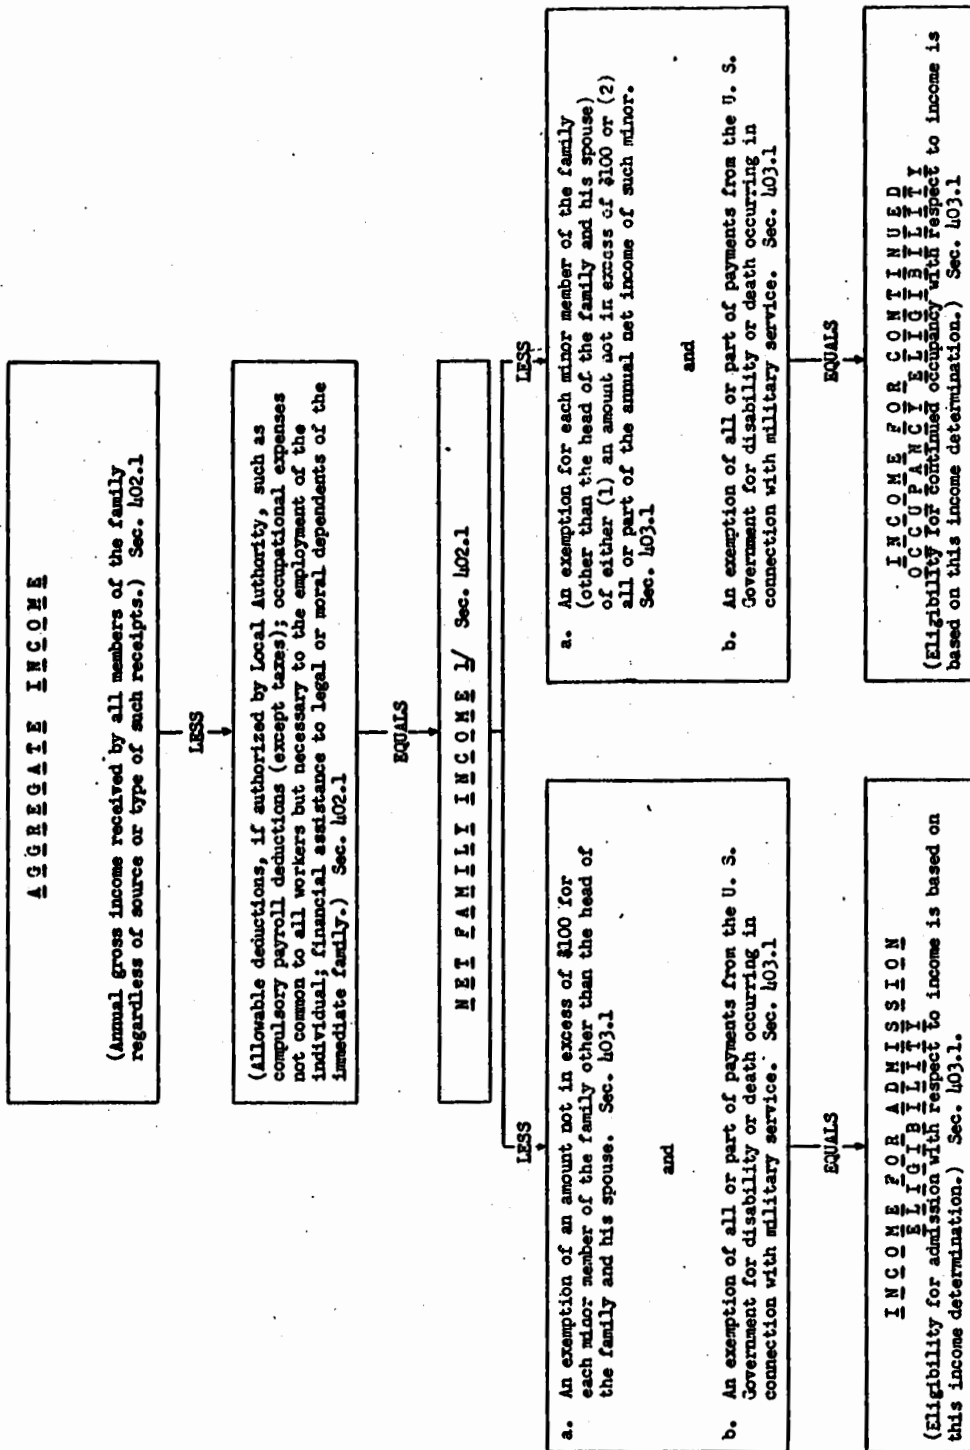 AGGREGATE INCOME
(Annual gross income received by all members of the family
regardless of source or type of such receipts.) Sec. 402.1
LESS
(Allowable deductions, if authorized by Local Authority, such as
compulsory payroll deductions (except taxes); occupational expenses
not common to all workers but necessary to the employment of the
individual; financial assistance to legal or moral dependents of the
immediate family.) Sec. 402.1
EQUALS
NET FAMILY INCOME 1/ Sec. 402.1
LESS
a. An exemption of an amount not in excess of $100 for
each minor member of the family other than the head of
the family and his spouse. Sec. 403.1
and
b. An exemption of all or part of payments from the U. S.
Government for disability or death occurring in
connection with military service. Sec. 403.1
EQUALS
INCOME FOR ADMISSION
ELIGIBILITY
(Eligibility for admission with respect to income is based on
this income determination.) Sec. 403.1.
LESS
a. An exemption for each minor member of the family
(other than the head of the family and his spouse)
of either (1) an amount not in excess of $100 or (2)
all or part of the annual net income of such minor.
Sec. 403.1
and
b. An exemption of all or part of payments from the U. S.
Government for disability or death occurring in
connection with military service. Sec. 403.1
EQUALS
INCOME FOR CONTINUED
OCCUPANCY ELIGIBILITY
(Eligibility for continued occupancy with respect to income is
based on this income determination.) Sec. 403.1